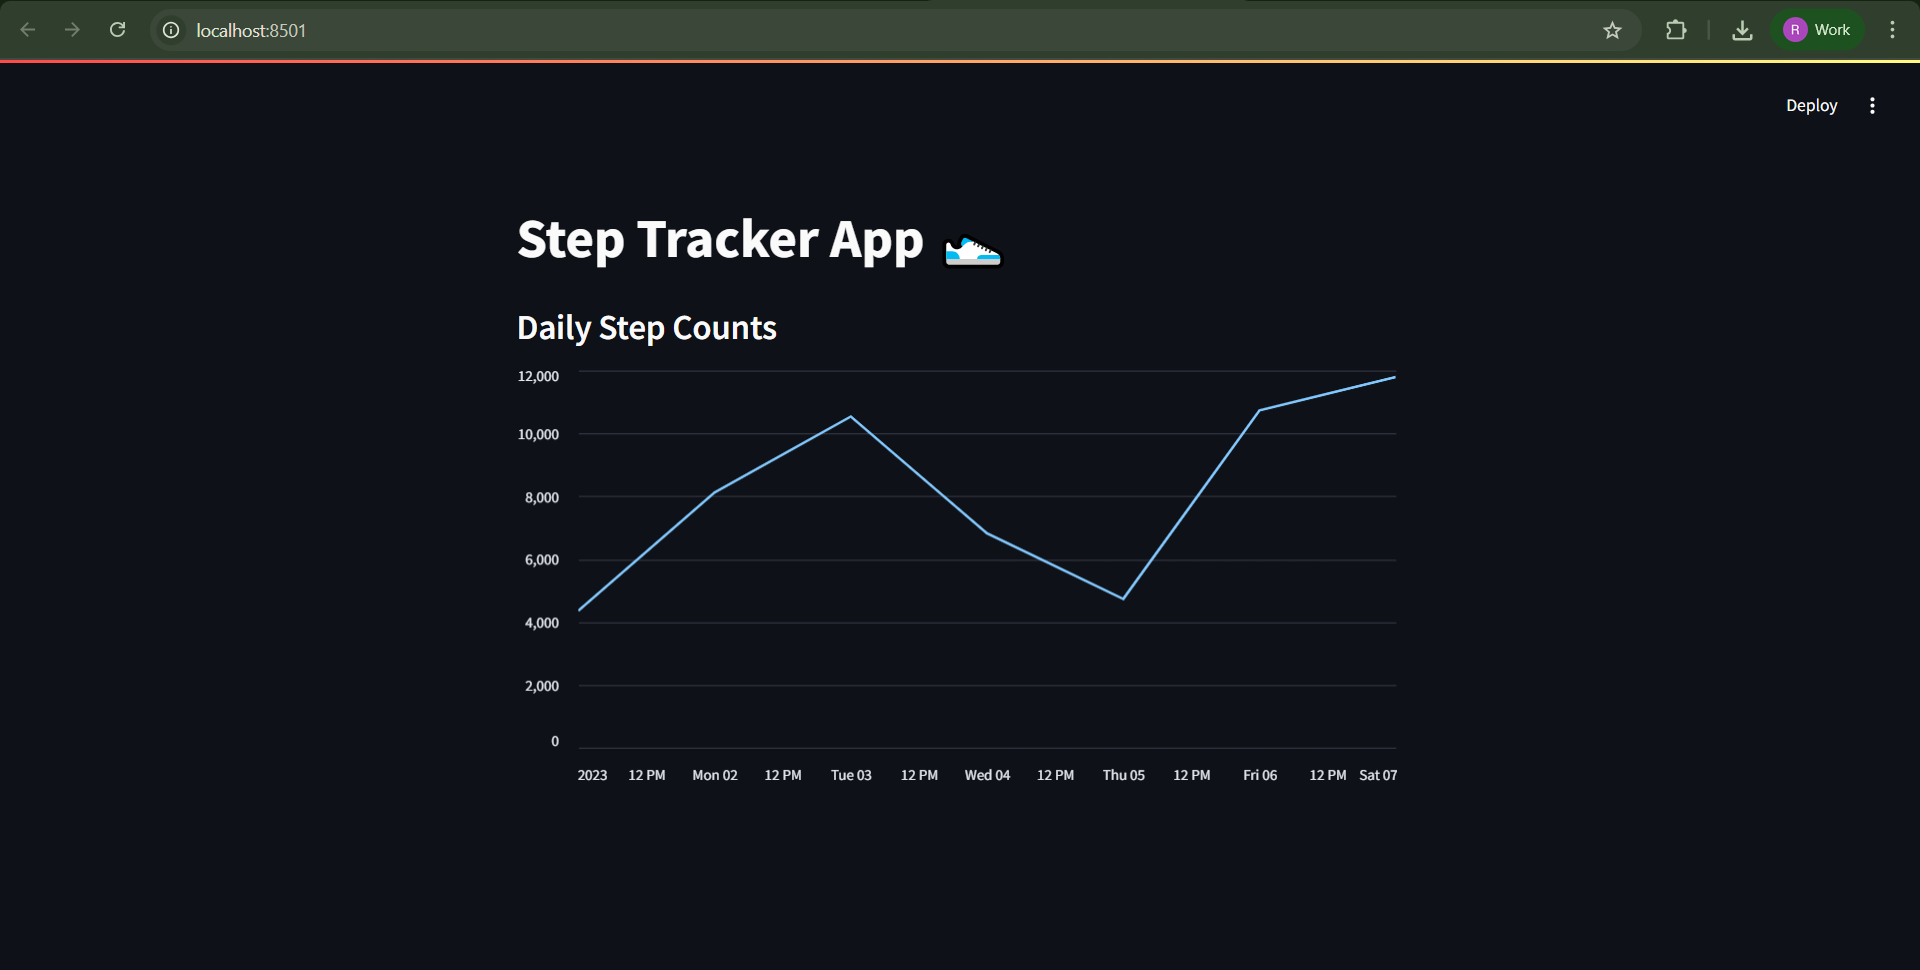 localhost:8501
R Work
Deploy
Step Tracker App
Daily Step Counts
12,000
10,000
8,000
6,000
4,000
2,000
0
2023 12 PM Mon 02 12 PM Tue 03 12 PM Wed 04 12 PM Thu 05 12 PM Fri 06 12 PM Sat 07